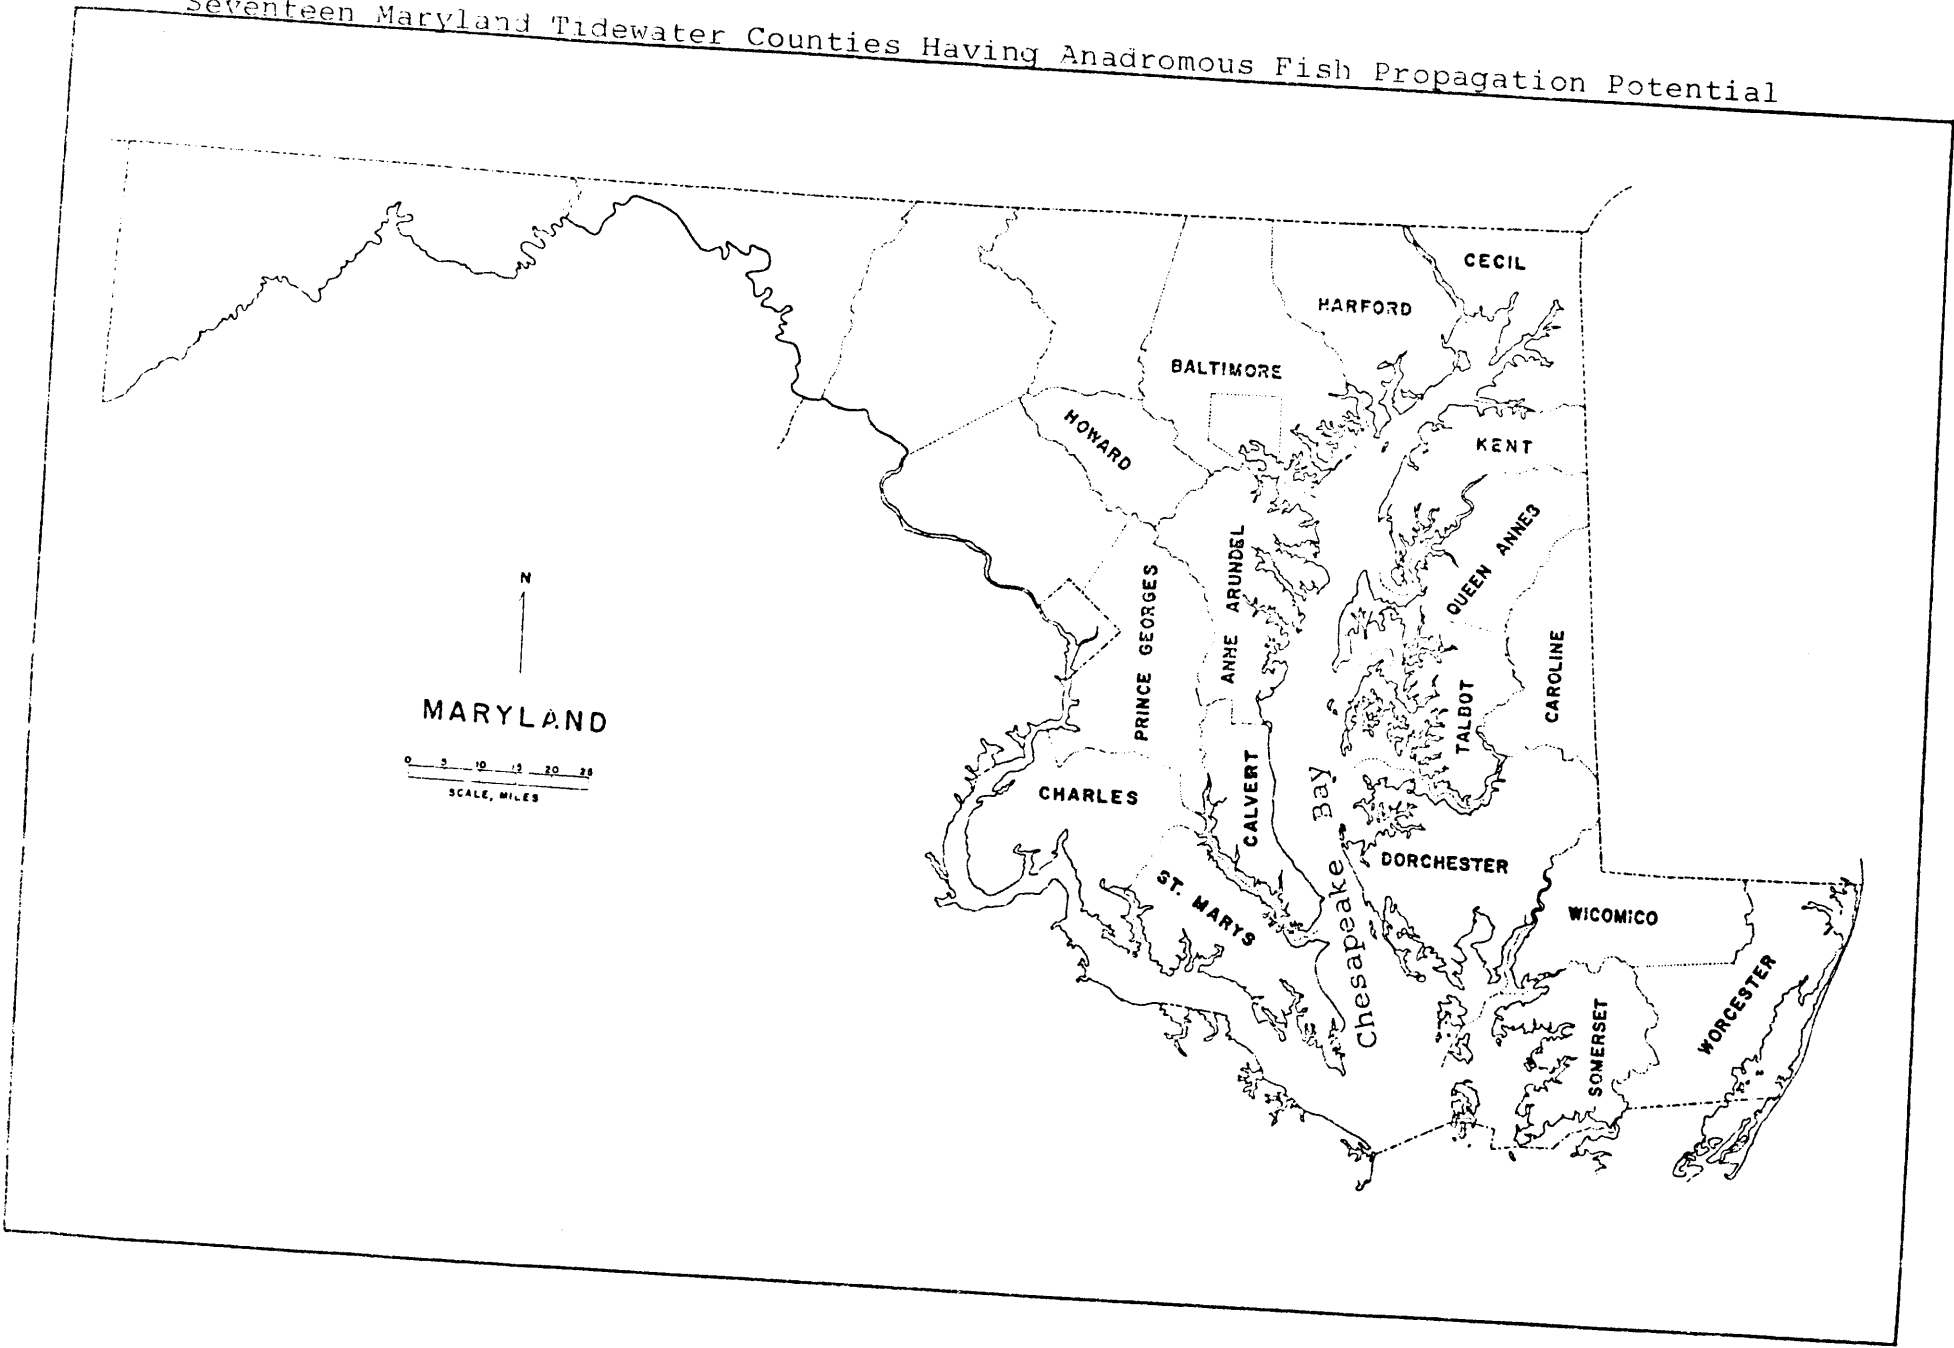 Seventeen Maryland Tidewater Counties Having Anadromous Fish Propagation Potential
CECIL
HARFORD
BALTIMORE
HOWARD
KENT
QUEEN ANNES
ANNE ARUNDEL
PRINCE GEORGES
CAROLINE
TALBOT
N
MARYLAND
0 5 10 15 20 25
SCALE, MILES
CHARLES
CALVERT
Chesapeake Bay
DORCHESTER
ST. MARYS
WICOMICO
WORCESTER
SOMERSET